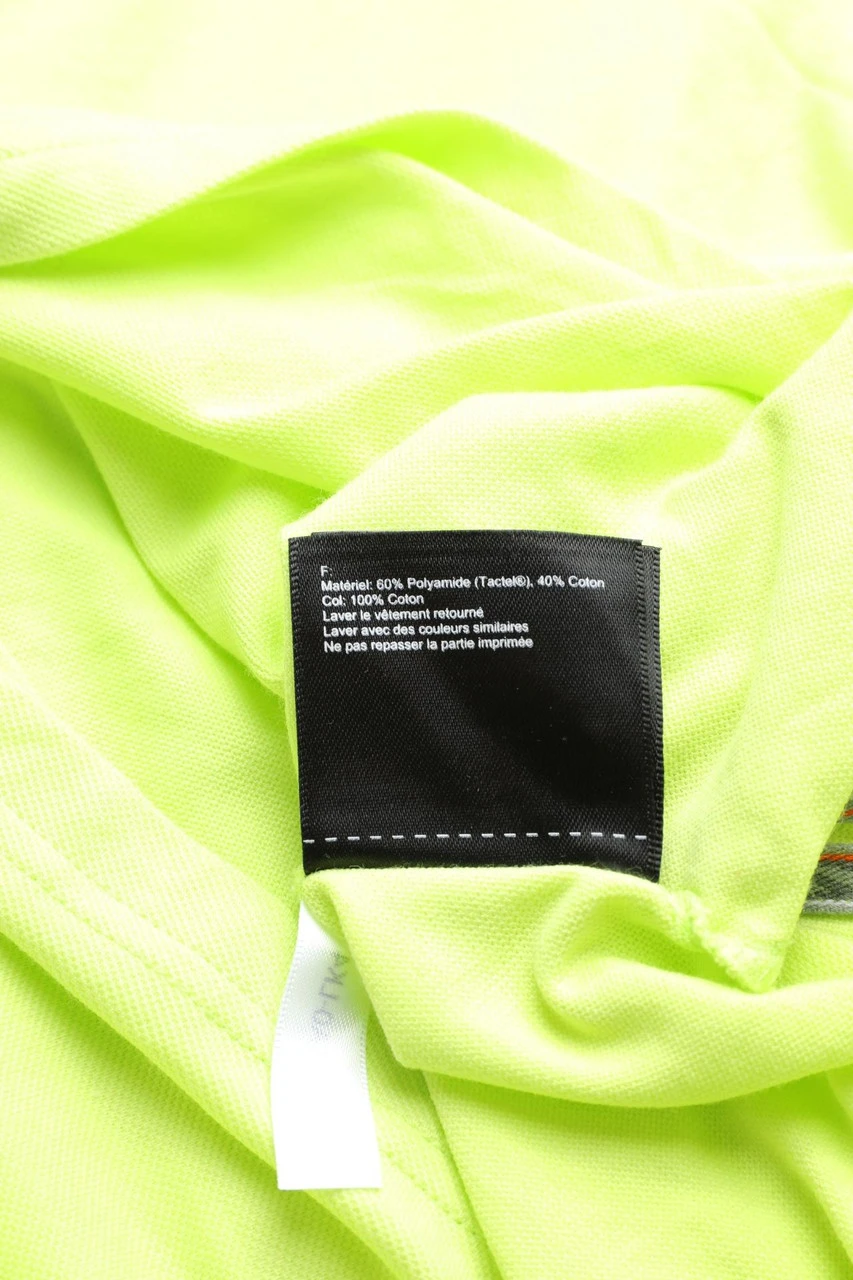 F:
Matériel: 60% Polyamide (Tactel®), 40% Coton
Col: 100% Coton
Laver le vêtement retourné
Laver avec des couleurs similaires
Ne pas repasser la partie imprimée